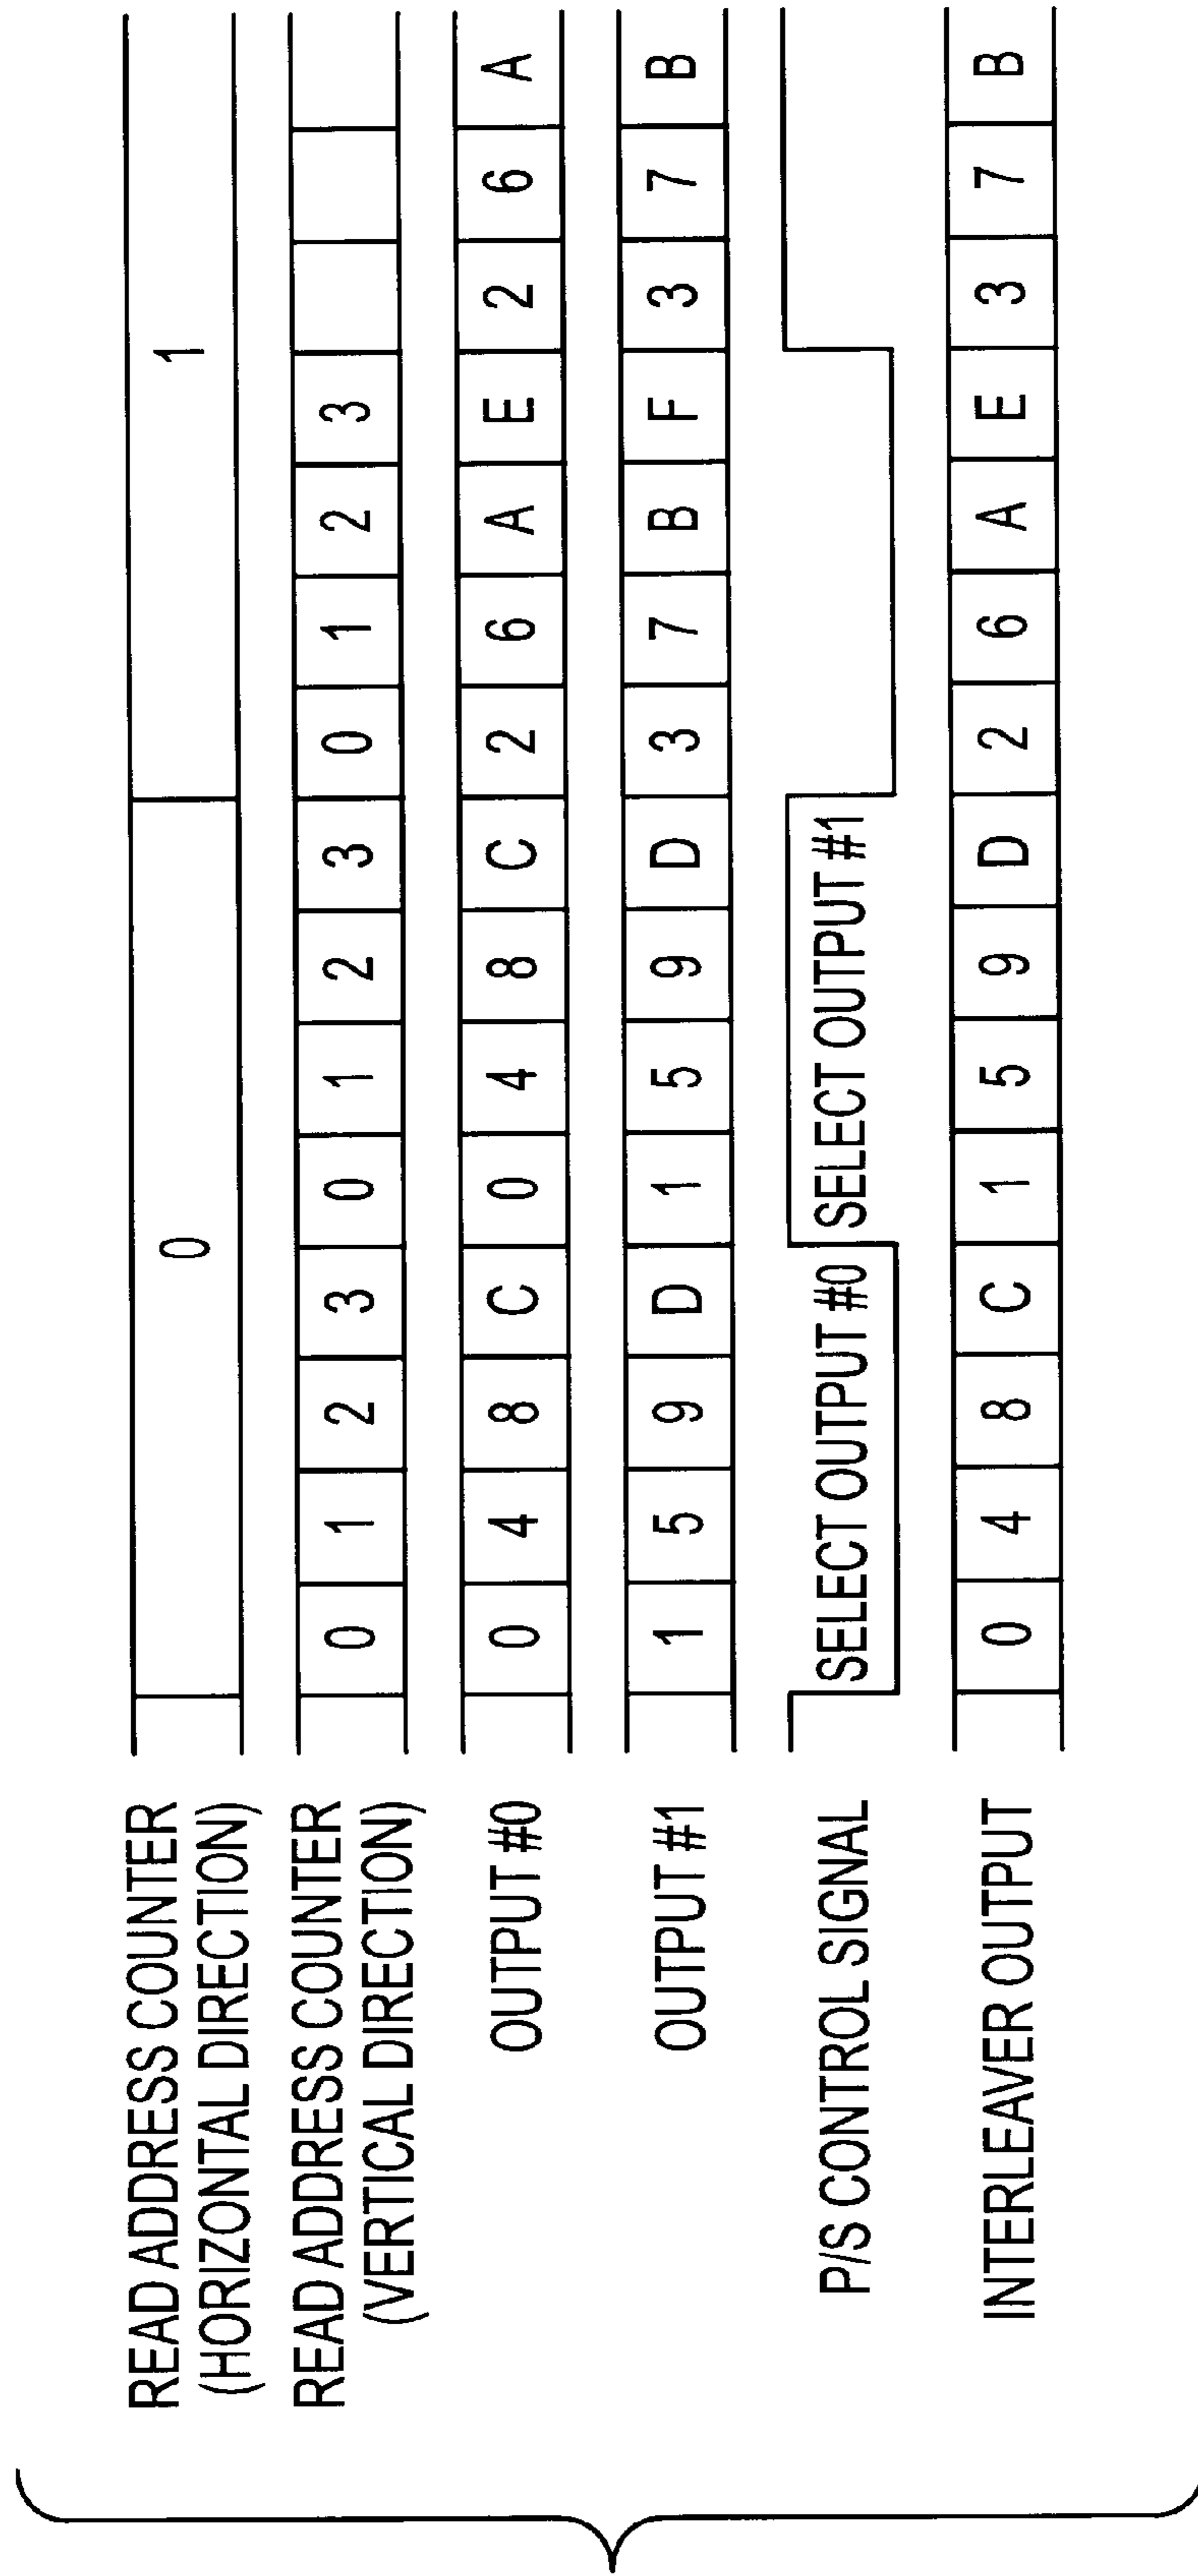 READ ADDRESS COUNTER
(HORIZONTAL DIRECTION)
0 1
READ ADDRESS COUNTER
(VERTICAL DIRECTION)
0 1 2 3 0 1 2 3 0 1 2 3
OUTPUT #0
0 4 8 C 0 4 8 C 2 6 A E 2 6 A
OUTPUT #1
1 5 9 D 1 5 9 D 3 7 B F 3 7 B
P/S CONTROL SIGNAL
SELECT OUTPUT #0 SELECT OUTPUT #1
INTERLEAVER OUTPUT
0 4 8 C 1 5 9 D 2 6 A E 3 7 B